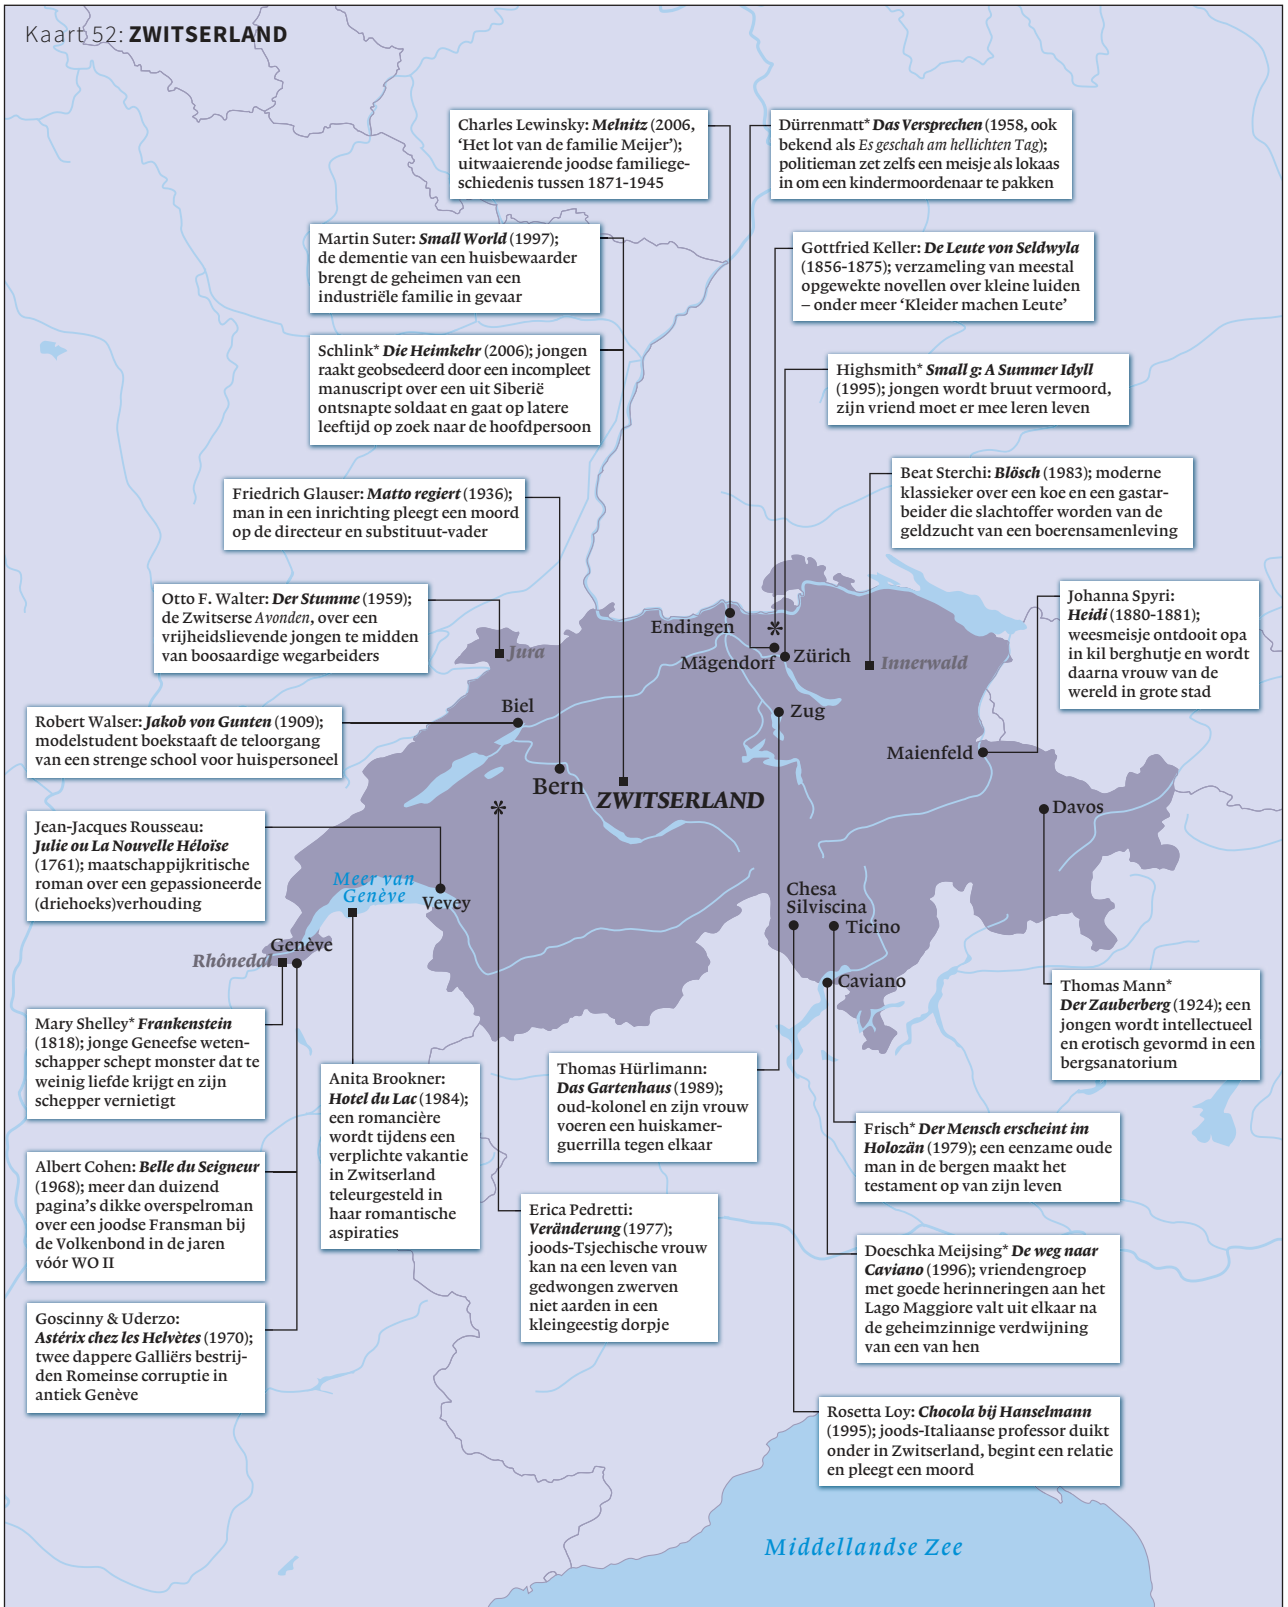 Kaart 52: ZWITSERLAND
Charles Lewinsky: Melnitz (2006,
‘Het lot van de familie Meijer’);
uitwaaierende joodse familiege-
schiedenis tussen 1871-1945
Dürrenmatt* Das Versprechen (1958, ook
bekend als Es geschah am hellichten Tag);
politieman zet zelfs een meisje als lokaas
in om een kindermoordenaar te pakken
Martin Suter: Small World (1997);
de dementie van een huisbewaarder
brengt de geheimen van een
industriële familie in gevaar
Gottfried Keller: De Leute von Seldwyla
(1856-1875); verzameling van meestal
opgewekte novellen over kleine luiden
– onder meer ‘Kleider machen Leute’
Schlink* Die Heimkehr (2006); jongen
raakt geobsedeerd door een incompleet
manuscript over een uit Siberië
ontsnapte soldaat en gaat op latere
leeftijd op zoek naar de hoofdpersoon
Highsmith* Small g: A Summer Idyll
(1995); jongen wordt bruut vermoord,
zijn vriend moet er mee leren leven
Friedrich Glauser: Matto regiert (1936);
man in een inrichting pleegt een moord
op de directeur en substituut-vader
Beat Sterchi: Blösch (1983); moderne
klassieker over een koe en een gastar-
beider die slachtoffer worden van de
geldzucht van een boerensamenleving
Otto F. Walter: Der Stumme (1959);
de Zwitserse Avonden, over een
vrijheidslievende jongen te midden
van boosaardige wegarbeiders
Johanna Spyri:
Heidi (1880-1881);
weesmeisje ontdooit opa
in kil berghutje en wordt
daarna vrouw van de
wereld in grote stad
Endingen
*
Jura
Mägendorf
Zürich
Innerwald
Robert Walser: Jakob von Gunten (1909);
modelstudent boekstaaft de teloorgang
van een strenge school voor huispersoneel
Biel
Zug
Maienfeld
Bern
ZWITSERLAND
*
Davos
Jean-Jacques Rousseau:
Julie ou La Nouvelle Héloïse
(1761); maatschappijkritische
roman over een gepassioneerde
(driehoeks)verhouding
Meer van
Genève
Vevey
Chesa
Silviscina
Ticino
Genève
Rhônedal
Caviano
Mary Shelley* Frankenstein
(1818); jonge Geneefse weten-
schapper schept monster dat te
weinig liefde krijgt en zijn
schepper vernietigt
Thomas Mann*
Der Zauberberg (1924); een
jongen wordt intellectueel
en erotisch gevormd in een
bergsanatorium
Anita Brookner:
Hotel du Lac (1984);
een romancière
wordt tijdens een
verplichte vakantie
in Zwitserland
teleurgesteld in
haar romantische
aspiraties
Thomas Hürlimann:
Das Gartenhaus (1989);
oud-kolonel en zijn vrouw
voeren een huiskamer-
guerrilla tegen elkaar
Frisch* Der Mensch erscheint im
Holozän (1979); een eenzame oude
man in de bergen maakt het
testament op van zijn leven
Albert Cohen: Belle du Seigneur
(1968); meer dan duizend
pagina’s dikke overspelroman
over een joodse Fransman bij
de Volkenbond in de jaren
vóór WO II
Erica Pedretti:
Veränderung (1977);
joods-Tsjechische vrouw
kan na een leven van
gedwongen zwerven
niet aarden in een
kleingeestig dorpje
Doeschka Meijsing* De weg naar
Caviano (1996); vriendengroep
met goede herinneringen aan het
Lago Maggiore valt uit elkaar na
de geheimzinnige verdwijning
van een van hen
Goscinny & Uderzo:
Astérix chez les Helvètes (1970);
twee dappere Galliërs bestrij-
den Romeinse corruptie in
antiek Genève
Rosetta Loy: Chocola bij Hanselmann
(1995); joods-Italiaanse professor duikt
onder in Zwitserland, begint een relatie
en pleegt een moord
Middellandse Zee